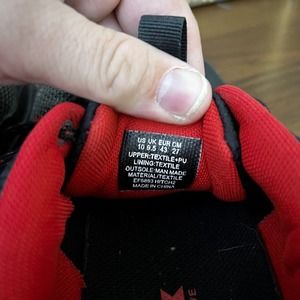 US UK EUR CM
10 9.5 43 27
UPPER:TEXTILE+PU
LINING:TEXTILE
OUTSOLE:MAN MADE
MATERIAL/TEXTILE
MADE IN CHINA